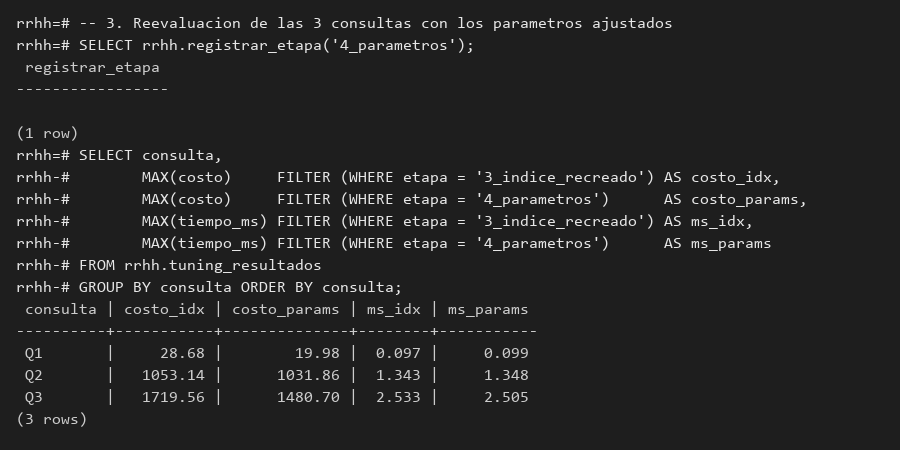 rrhh=# -- 3. Reevaluacion de las 3 consultas con los parametros ajustados
rrhh=# SELECT rrhh.registrar_etapa('4_parametros');
 registrar_etapa
-----------------

(1 row)
rrhh=# SELECT consulta,
rrhh-#        MAX(costo)     FILTER (WHERE etapa = '3_indice_recreado') AS costo_idx,
rrhh-#        MAX(costo)     FILTER (WHERE etapa = '4_parametros')      AS costo_params,
rrhh-#        MAX(tiempo_ms) FILTER (WHERE etapa = '3_indice_recreado') AS ms_idx,
rrhh-#        MAX(tiempo_ms) FILTER (WHERE etapa = '4_parametros')      AS ms_params
rrhh-# FROM rrhh.tuning_resultados
rrhh-# GROUP BY consulta ORDER BY consulta;
 consulta | costo_idx | costo_params | ms_idx | ms_params
----------+-----------+--------------+--------+-----------
 Q1       |     28.68 |        19.98 |  0.097 |     0.099
 Q2       |   1053.14 |      1031.86 |  1.343 |     1.348
 Q3       |   1719.56 |      1480.70 |  2.533 |     2.505
(3 rows)